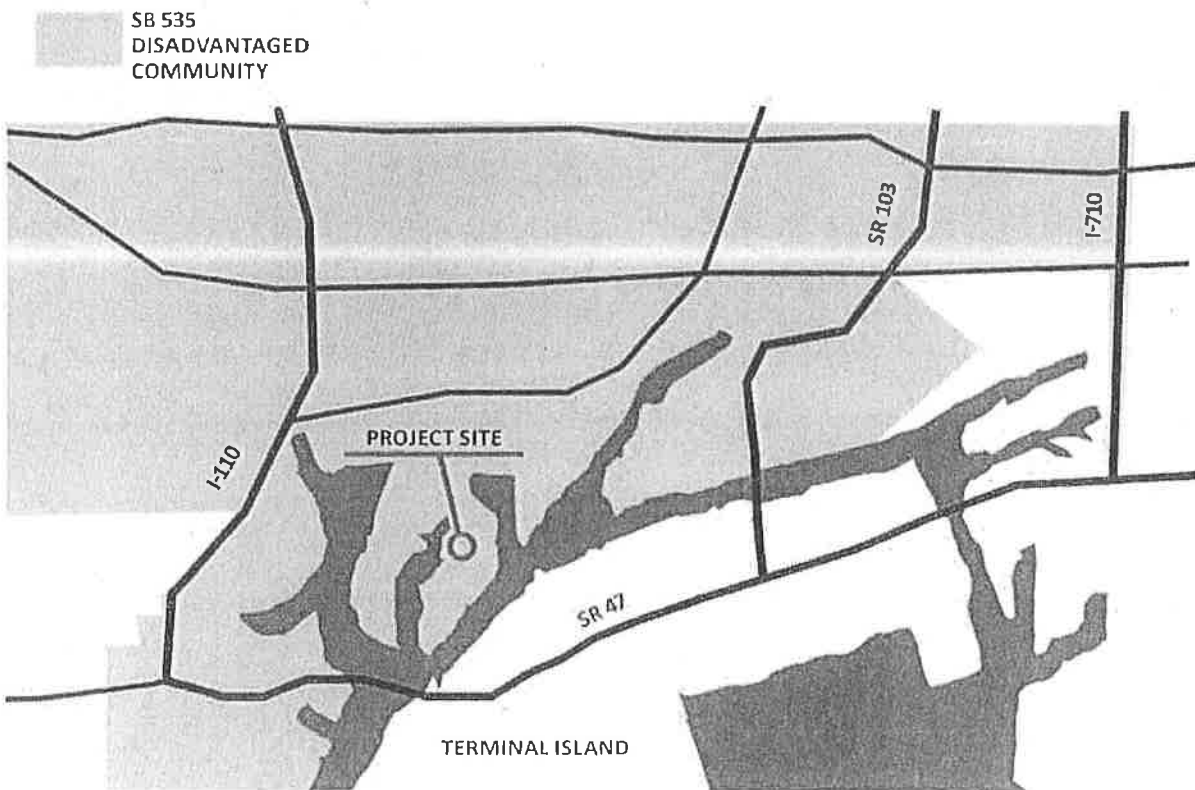 SB 535
DISADVANTAGED
COMMUNITY
SR 103
I-710
PROJECT SITE
I-110
SR 47
TERMINAL ISLAND